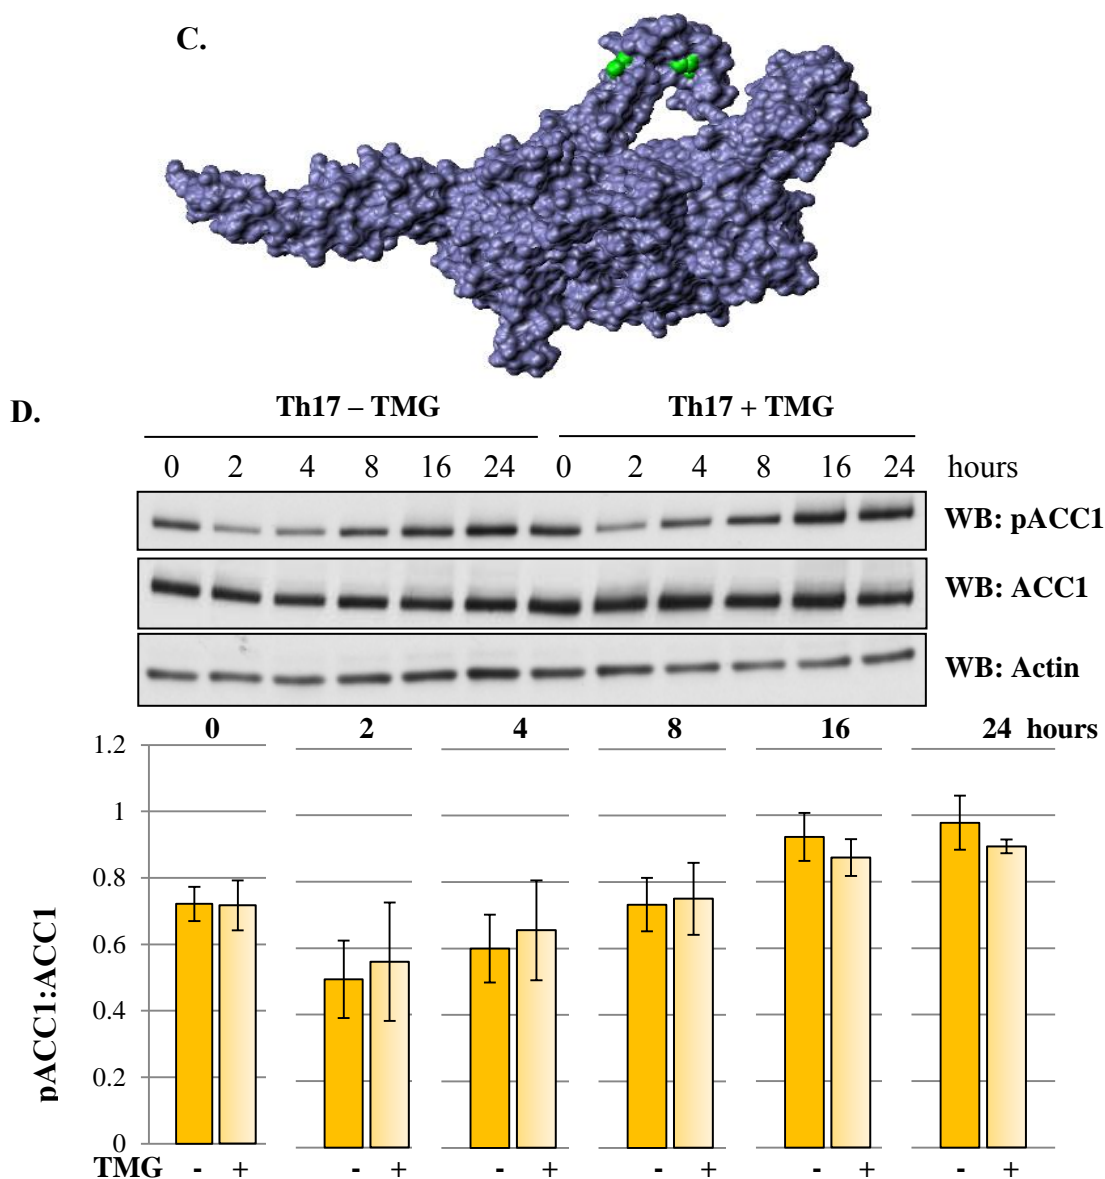 C.
D.
Th17 – TMG Th17 + TMG
0 2 4 8 16 24 0 2 4 8 16 24 hours
WB: pACC1
WB: ACC1
WB: Actin
0 2 4 8 16 24 hours
1.2
1
0.8
0.6
0.4
0.2
0
pACC1:ACC1
TMG - + - + - + - + - + - +